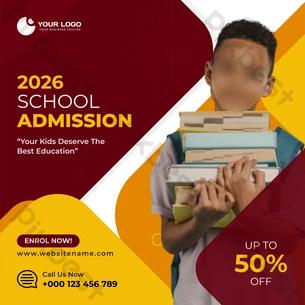 YOUR LOGO
YOUR BUSINESS TAGLINE
2026
SCHOOL
ADMISSION
“Your Kids Deserve The
Best Education”
ENROL NOW!
www.websitename.com
Call Us Now
+000 123 456 789
UP TO
50%
OFF